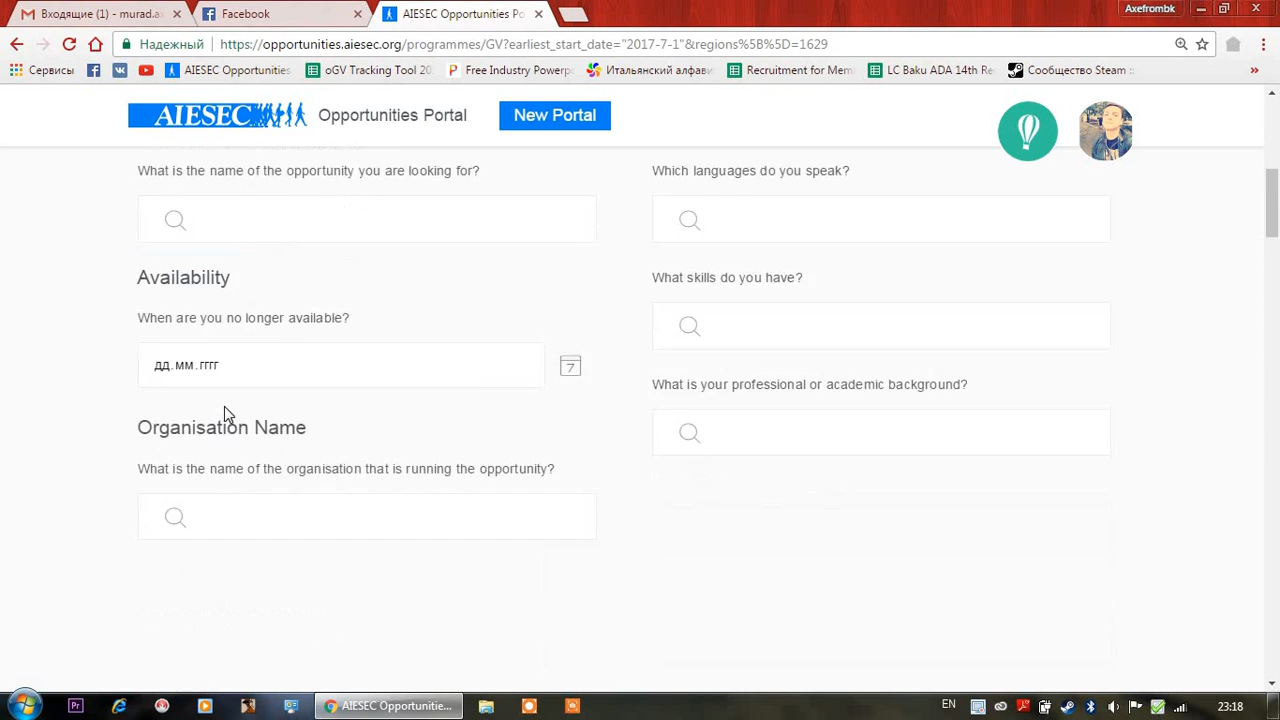 Входящие (1) - murad.ax
Facebook
AIESEC Opportunities Po
Axefrombk
Надежный
https://opportunities.aiesec.org/programmes/GV?earliest_start_date="2017-7-1"&regions%5B%5D=1629
Сервисы
AIESEC Opportunities
oGV Tracking Tool 20
Free Industry Powerp
Итальянский алфави
Recruitment for Mem
LC Baku ADA 14th Re
Сообщество Steam ::
»
AIESEC
Opportunities Portal
New Portal
What is the name of the opportunity you are looking for?
Which languages do you speak?
Availability
What skills do you have?
When are you no longer available?
дд.мм.гггг
7
What is your professional or academic background?
Organisation Name
What is the name of the organisation that is running the opportunity?
Pr
AIESEC Opportunitie...
EN
23:18